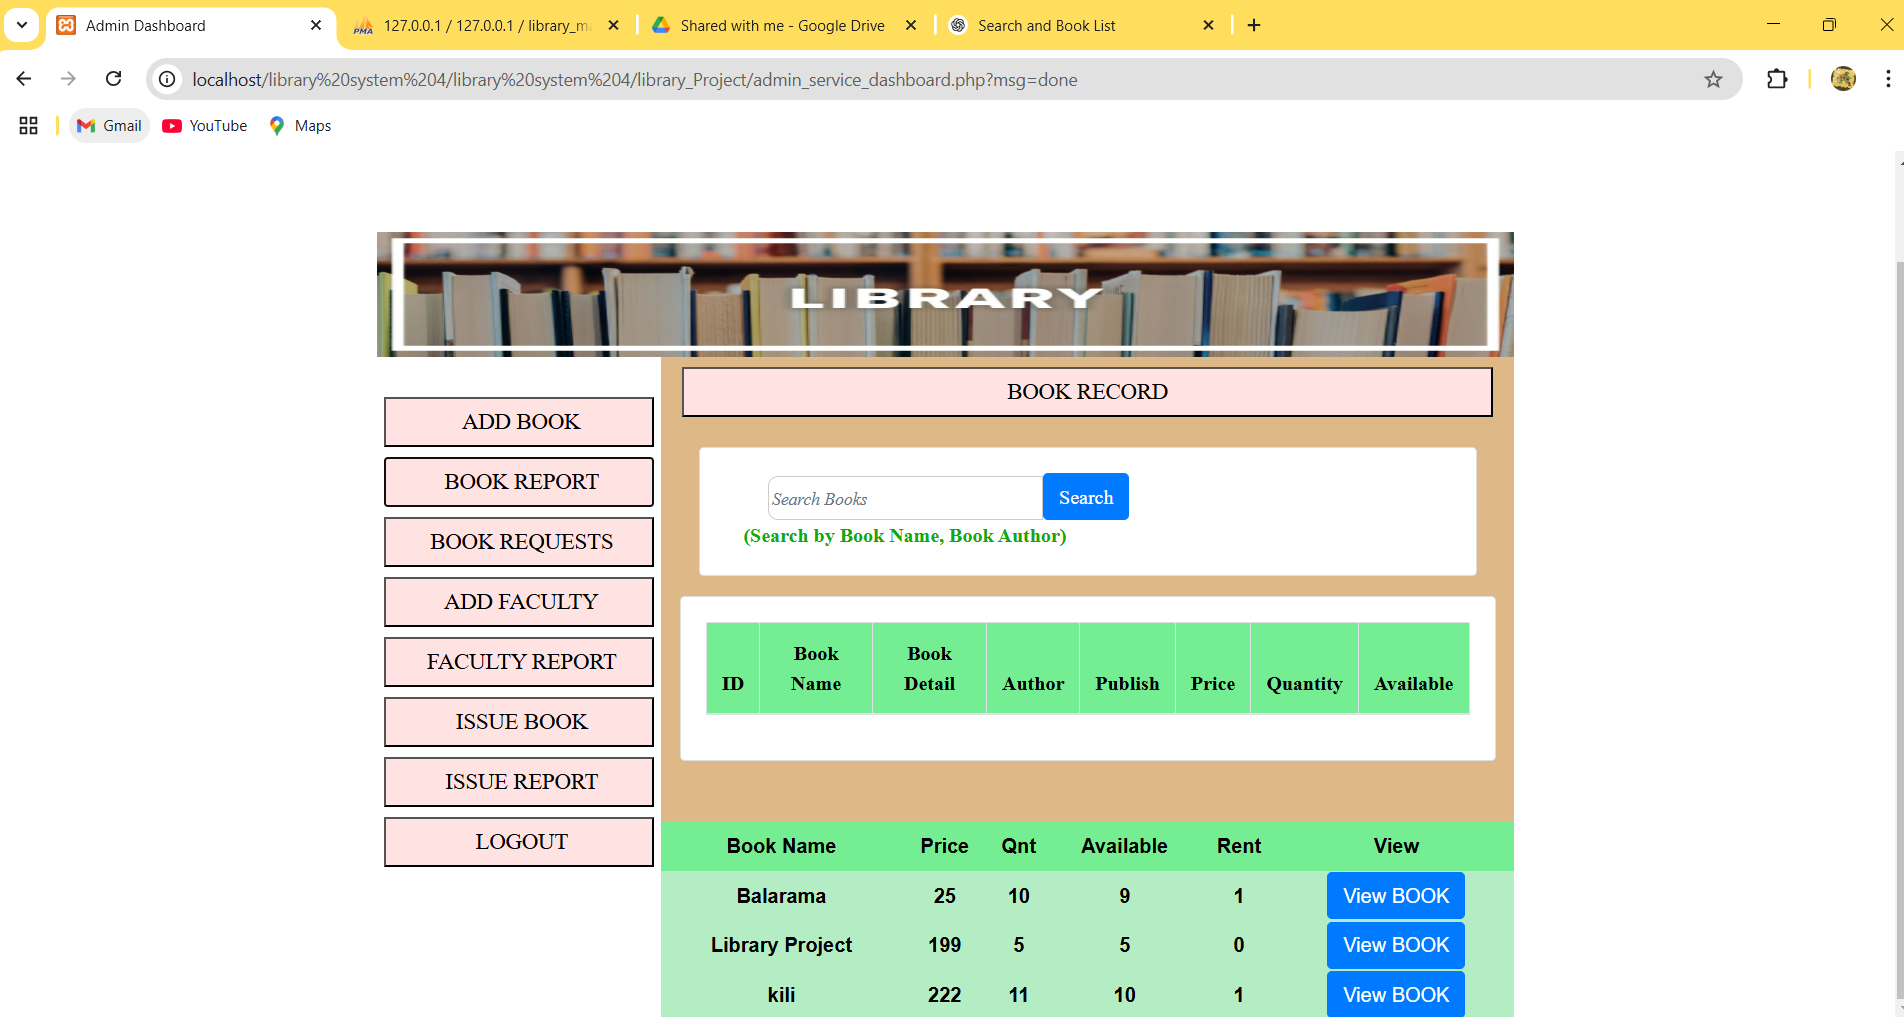 Admin Dashboard
127.0.0.1 / 127.0.0.1 / library_ma
Shared with me - Google Drive
Search and Book List
localhost/library%20system%204/library%20system%204/library_Project/admin_service_dashboard.php?msg=done
Gmail
YouTube
Maps
LIBRARY
ADD BOOK
BOOK REPORT
BOOK REQUESTS
ADD FACULTY
FACULTY REPORT
ISSUE BOOK
ISSUE REPORT
LOGOUT
BOOK RECORD
Search Books
Search
(Search by Book Name, Book Author)
ID Book Name Book Detail Author Publish Price Quantity Available
Book Name Price Qnt Available Rent View
Balarama 25 10 9 1 View BOOK
Library Project 199 5 5 0 View BOOK
kili 222 11 10 1 View BOOK